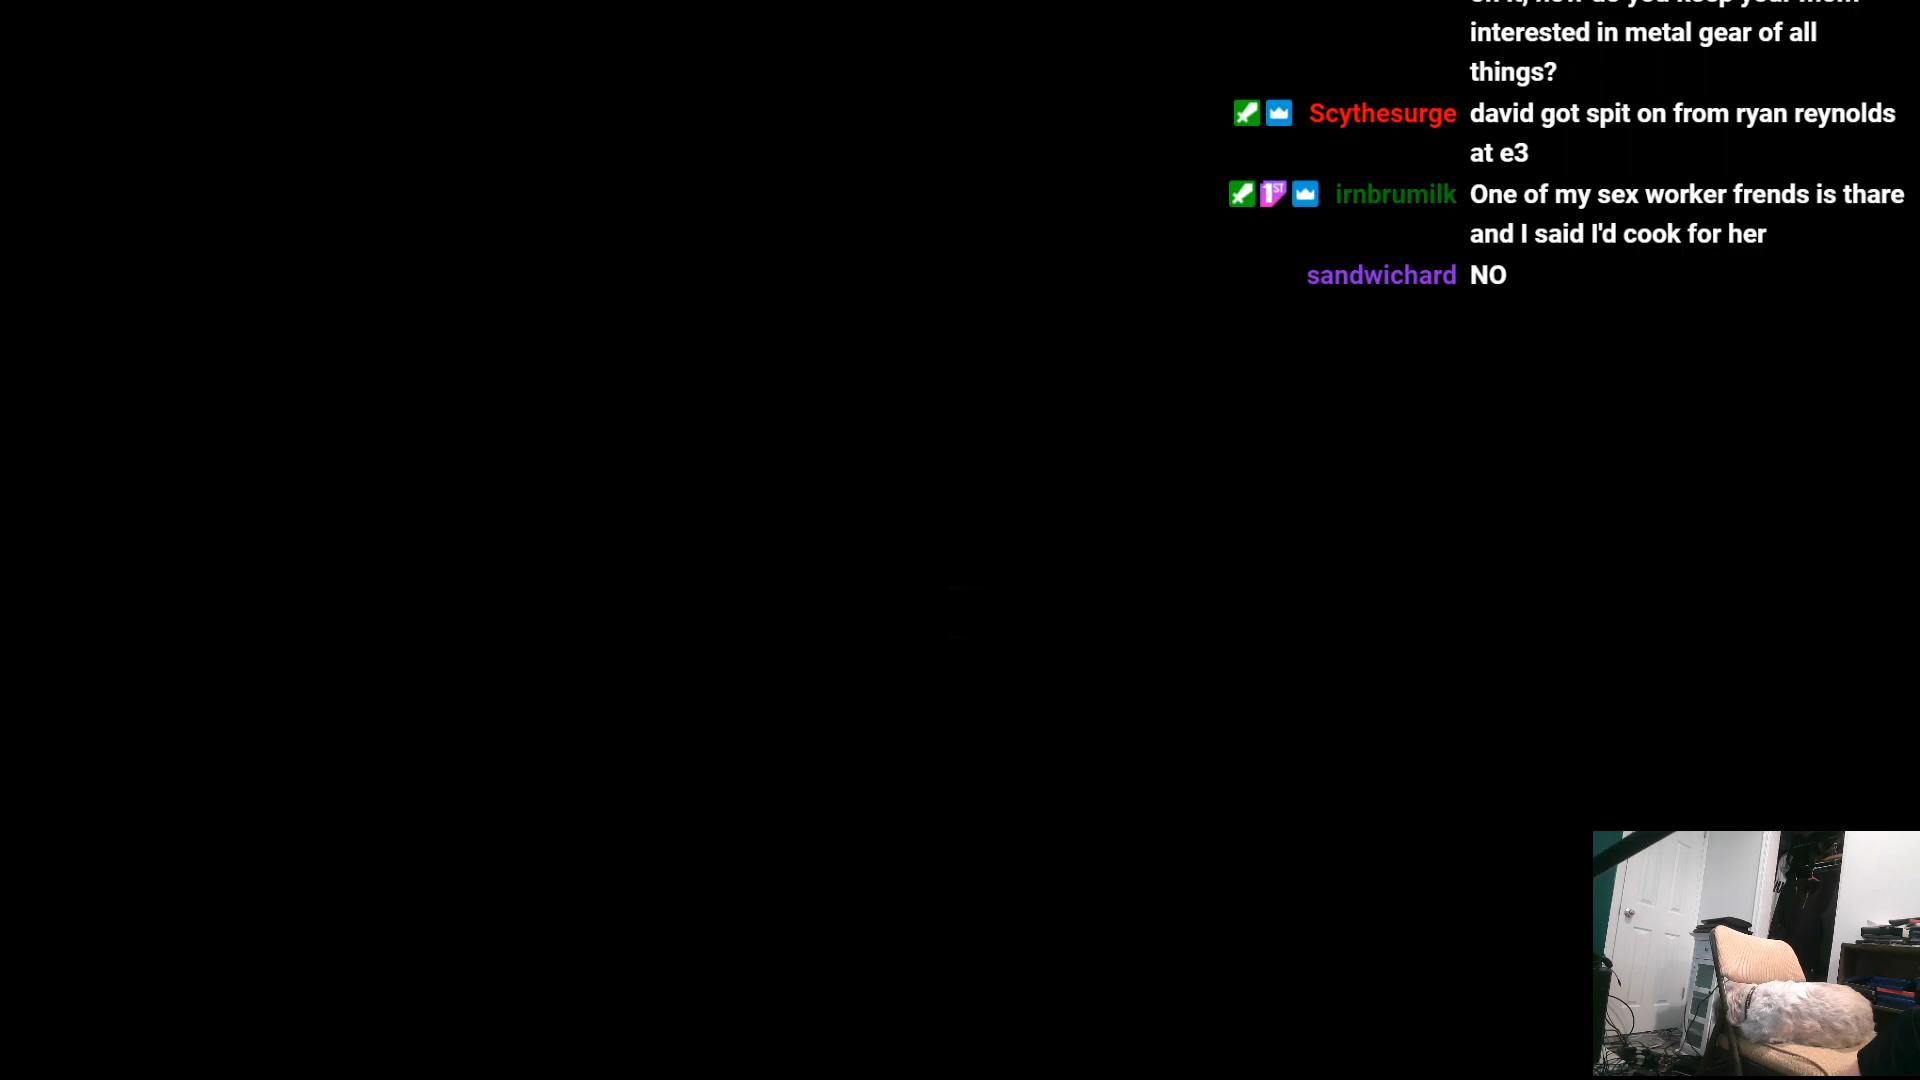 interested in metal gear of all
things?
Scythesurge david got spit on from ryan reynolds
at e3
1ST irnbrumilk One of my sex worker frends is thare
and I said I'd cook for her
sandwichard NO